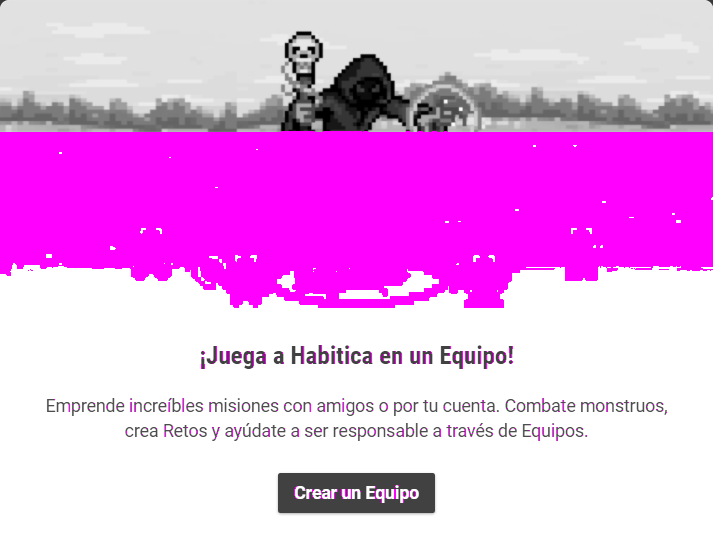 ¡Juega a Habitica en un Equipo!
Emprende increíbles misiones con amigos o por tu cuenta. Combate monstruos,
crea Retos y ayúdate a ser responsable a través de Equipos.
Crear un Equipo